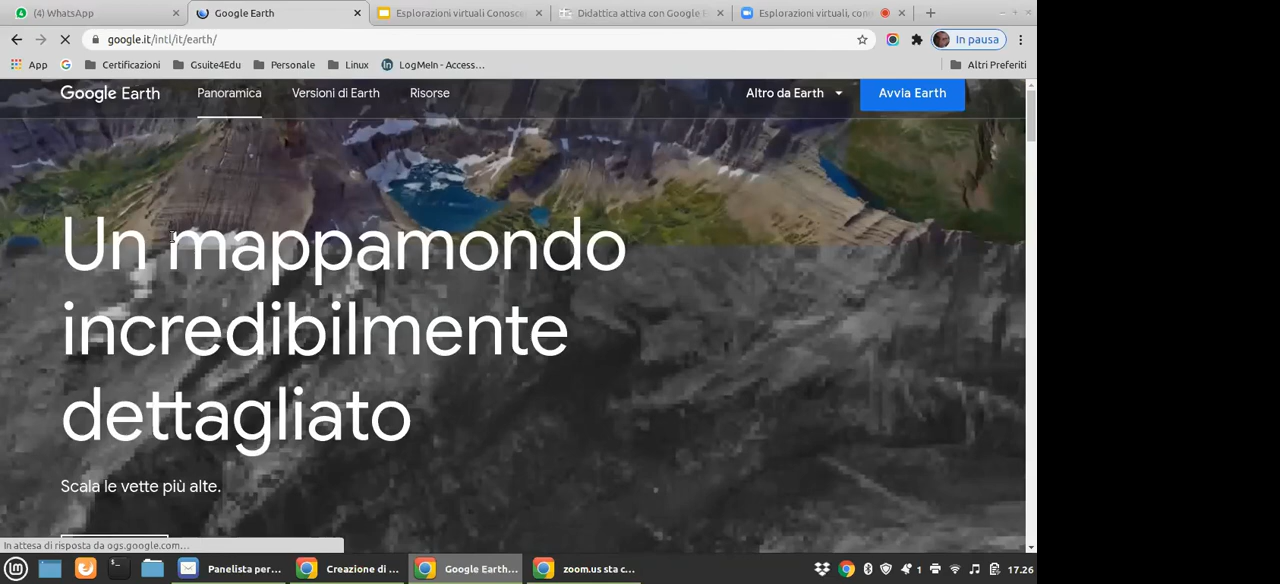 (4) WhatsApp
Google Earth
Esplorazioni virtuali Conosce
Didattica attiva con Google E
Esplorazioni virtuali, con
google.it/intl/it/earth/
In pausa
App
Certificazioni
Gsuite4Edu
Personale
Linux
LogMeIn - Access...
Altri Preferiti
Google Earth
Panoramica
Versioni di Earth
Risorse
Altro da Earth
Avvia Earth
Un mappamondo
incredibilmente
dettagliato
Scala le vette più alte.
In attesa di risposta da ogs.google.com...
Panelista per...
Creazione di ...
Google Earth...
zoom.us sta c...
1
17.26